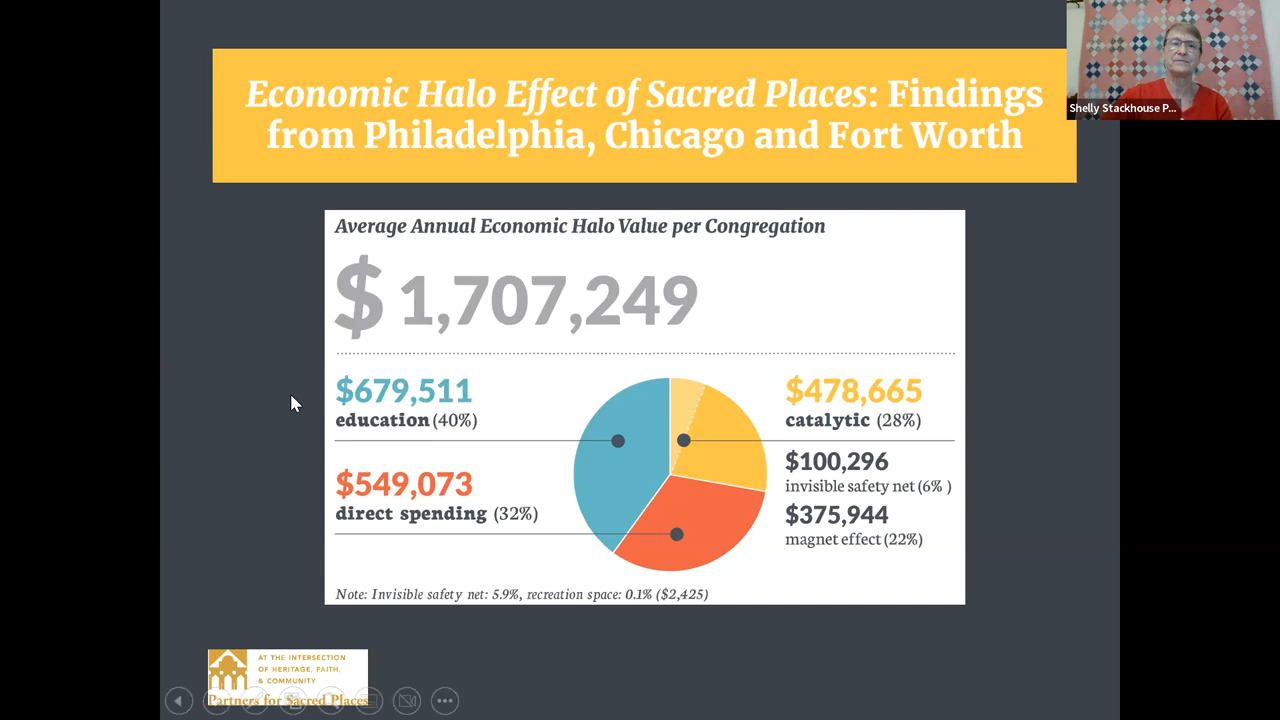 Economic Halo Effect of Sacred Places: Findings
from Philadelphia, Chicago and Fort Worth
Shelly Stackhouse P...
Average Annual Economic Halo Value per Congregation
$ 1,707,249
$679,511
education (40%)
$549,073
direct spending (32%)
$478,665
catalytic (28%)
$100,296
invisible safety net (6% )
$375,944
magnet effect (22%)
Note: Invisible safety net: 5.9%, recreation space: 0.1% ($2,425)
AT THE INTERSECTION
OF HERITAGE, FAITH,
& COMMUNITY
Partners for Sacred Places